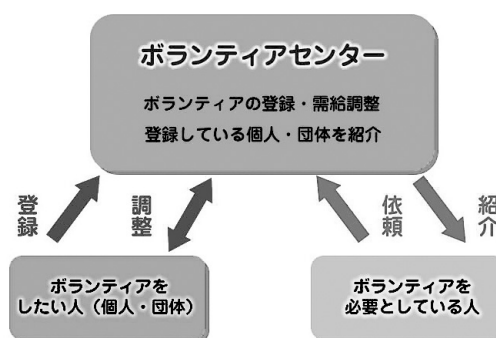 ボランティアセンター
ボランティアの登録・需給調整
登録している個人・団体を紹介
登録
調整
依頼
紹介
ボランティアを
したい人（個人・団体）
ボランティアを
必要としている人